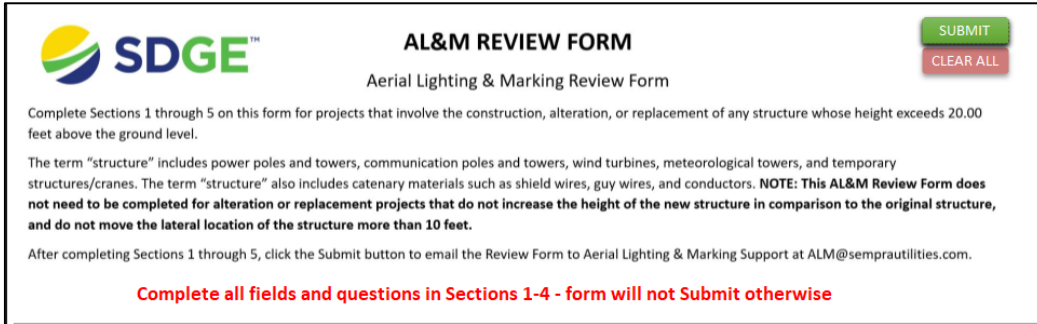 SDGE™
AL&M REVIEW FORM
SUBMIT
CLEAR ALL
Aerial Lighting & Marking Review Form
Complete Sections 1 through 5 on this form for projects that involve the construction, alteration, or replacement of any structure whose height exceeds 20.00
feet above the ground level.
The term “structure” includes power poles and towers, communication poles and towers, wind turbines, meteorological towers, and temporary
structures/cranes. The term “structure” also includes catenary materials such as shield wires, guy wires, and conductors. NOTE: This AL&M Review Form does
not need to be completed for alteration or replacement projects that do not increase the height of the new structure in comparison to the original structure,
and do not move the lateral location of the structure more than 10 feet.
After completing Sections 1 through 5, click the Submit button to email the Review Form to Aerial Lighting & Marking Support at ALM@semprautilities.com.
Complete all fields and questions in Sections 1-4 - form will not Submit otherwise